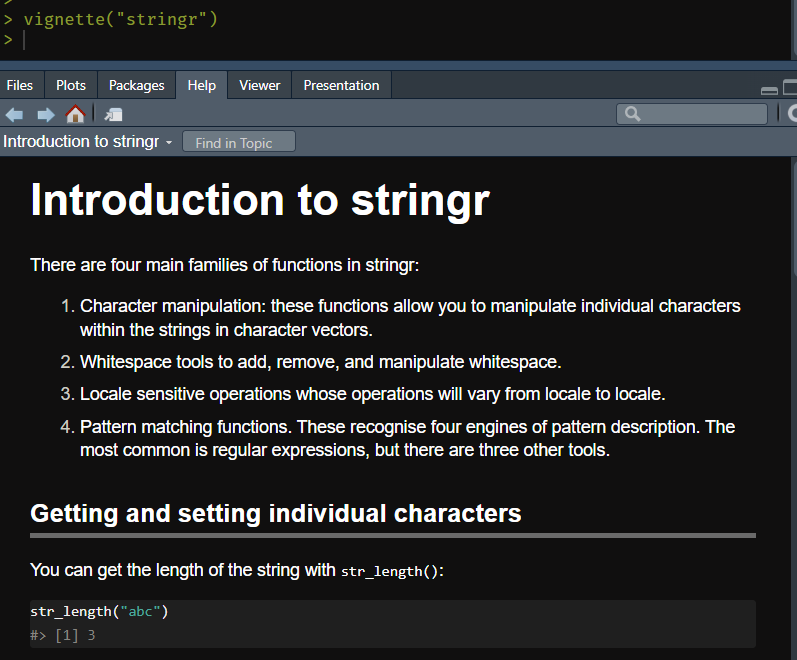 >
> vignette("stringr")
>
Files Plots Packages Help Viewer Presentation
Introduction to stringr Find in Topic
Introduction to stringr
There are four main families of functions in stringr:
1. Character manipulation: these functions allow you to manipulate individual characters
within the strings in character vectors.
2. Whitespace tools to add, remove, and manipulate whitespace.
3. Locale sensitive operations whose operations will vary from locale to locale.
4. Pattern matching functions. These recognise four engines of pattern description. The
most common is regular expressions, but there are three other tools.
Getting and setting individual characters
You can get the length of the string with str_length():
str_length("abc")
#> [1] 3